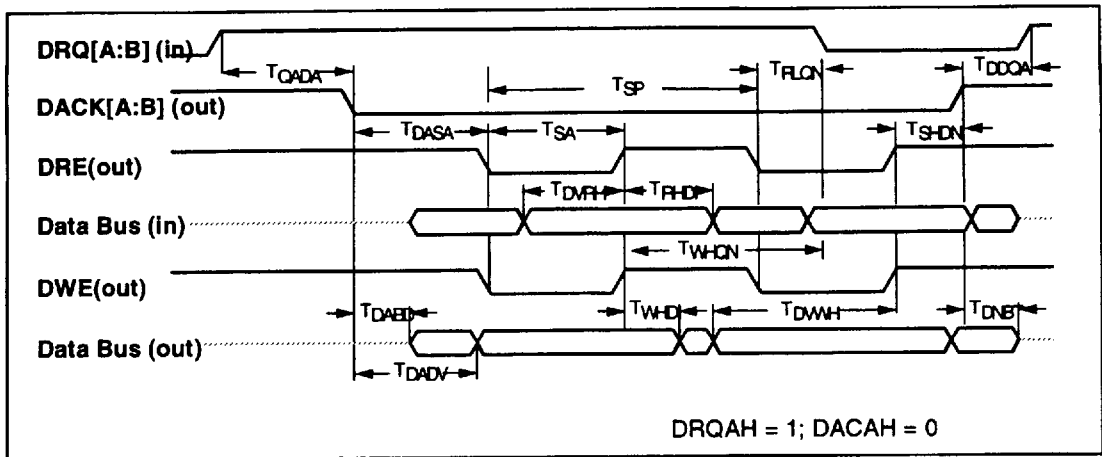 DRQ[A:B] (in)
TQADA
TSP
TRLQN
TDDQA
DACK[A:B] (out)
TDASA
TSA
TSHDN
DRE(out)
TDVRH
TRHDI
Data Bus (in)
TWHQN
DWE(out)
TDABD
TWHD
TDVWH
TDNB
Data Bus (out)
TDADV
DRQAH = 1; DACAH = 0